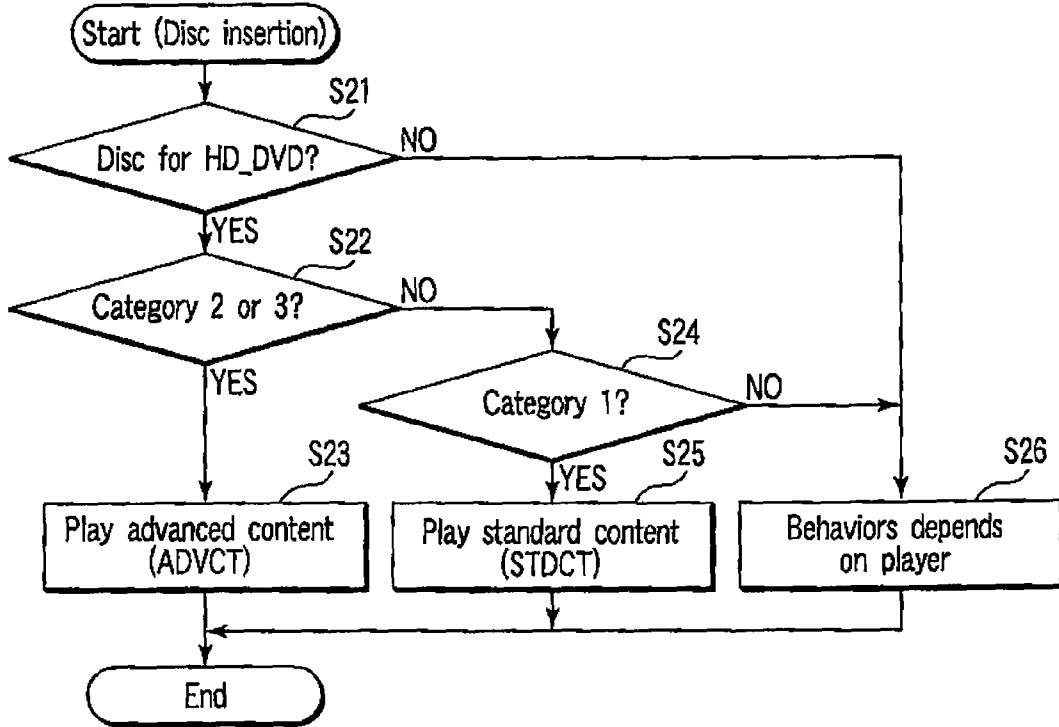 Start (Disc insertion)
S21
Disc for HD_DVD?
NO
YES
S22
Category 2 or 3?
NO
YES
S24
Category 1?
NO
YES
S23
Play advanced content
(ADVCT)
S25
Play standard content
(STDCT)
S26
Behaviors depends
on player
End